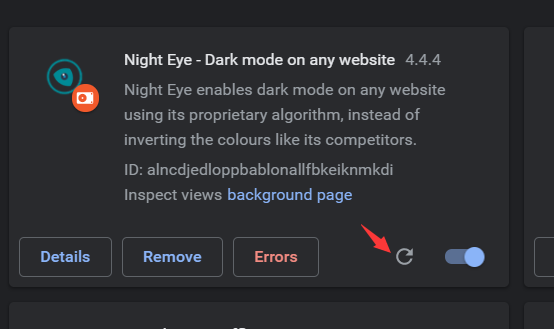 Night Eye - Dark mode on any website 4.4.4
Night Eye enables dark mode on any website
using its proprietary algorithm, instead of
inverting the colours like its competitors.
ID: alncdjedloppbablonallfbkeiknmkdi
Inspect views background page
Details Remove Errors